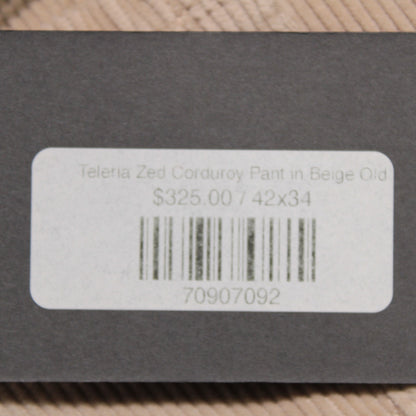 Teleria Zed Corduroy Pant in Beige Old
$325.00 / 42x34
70907092